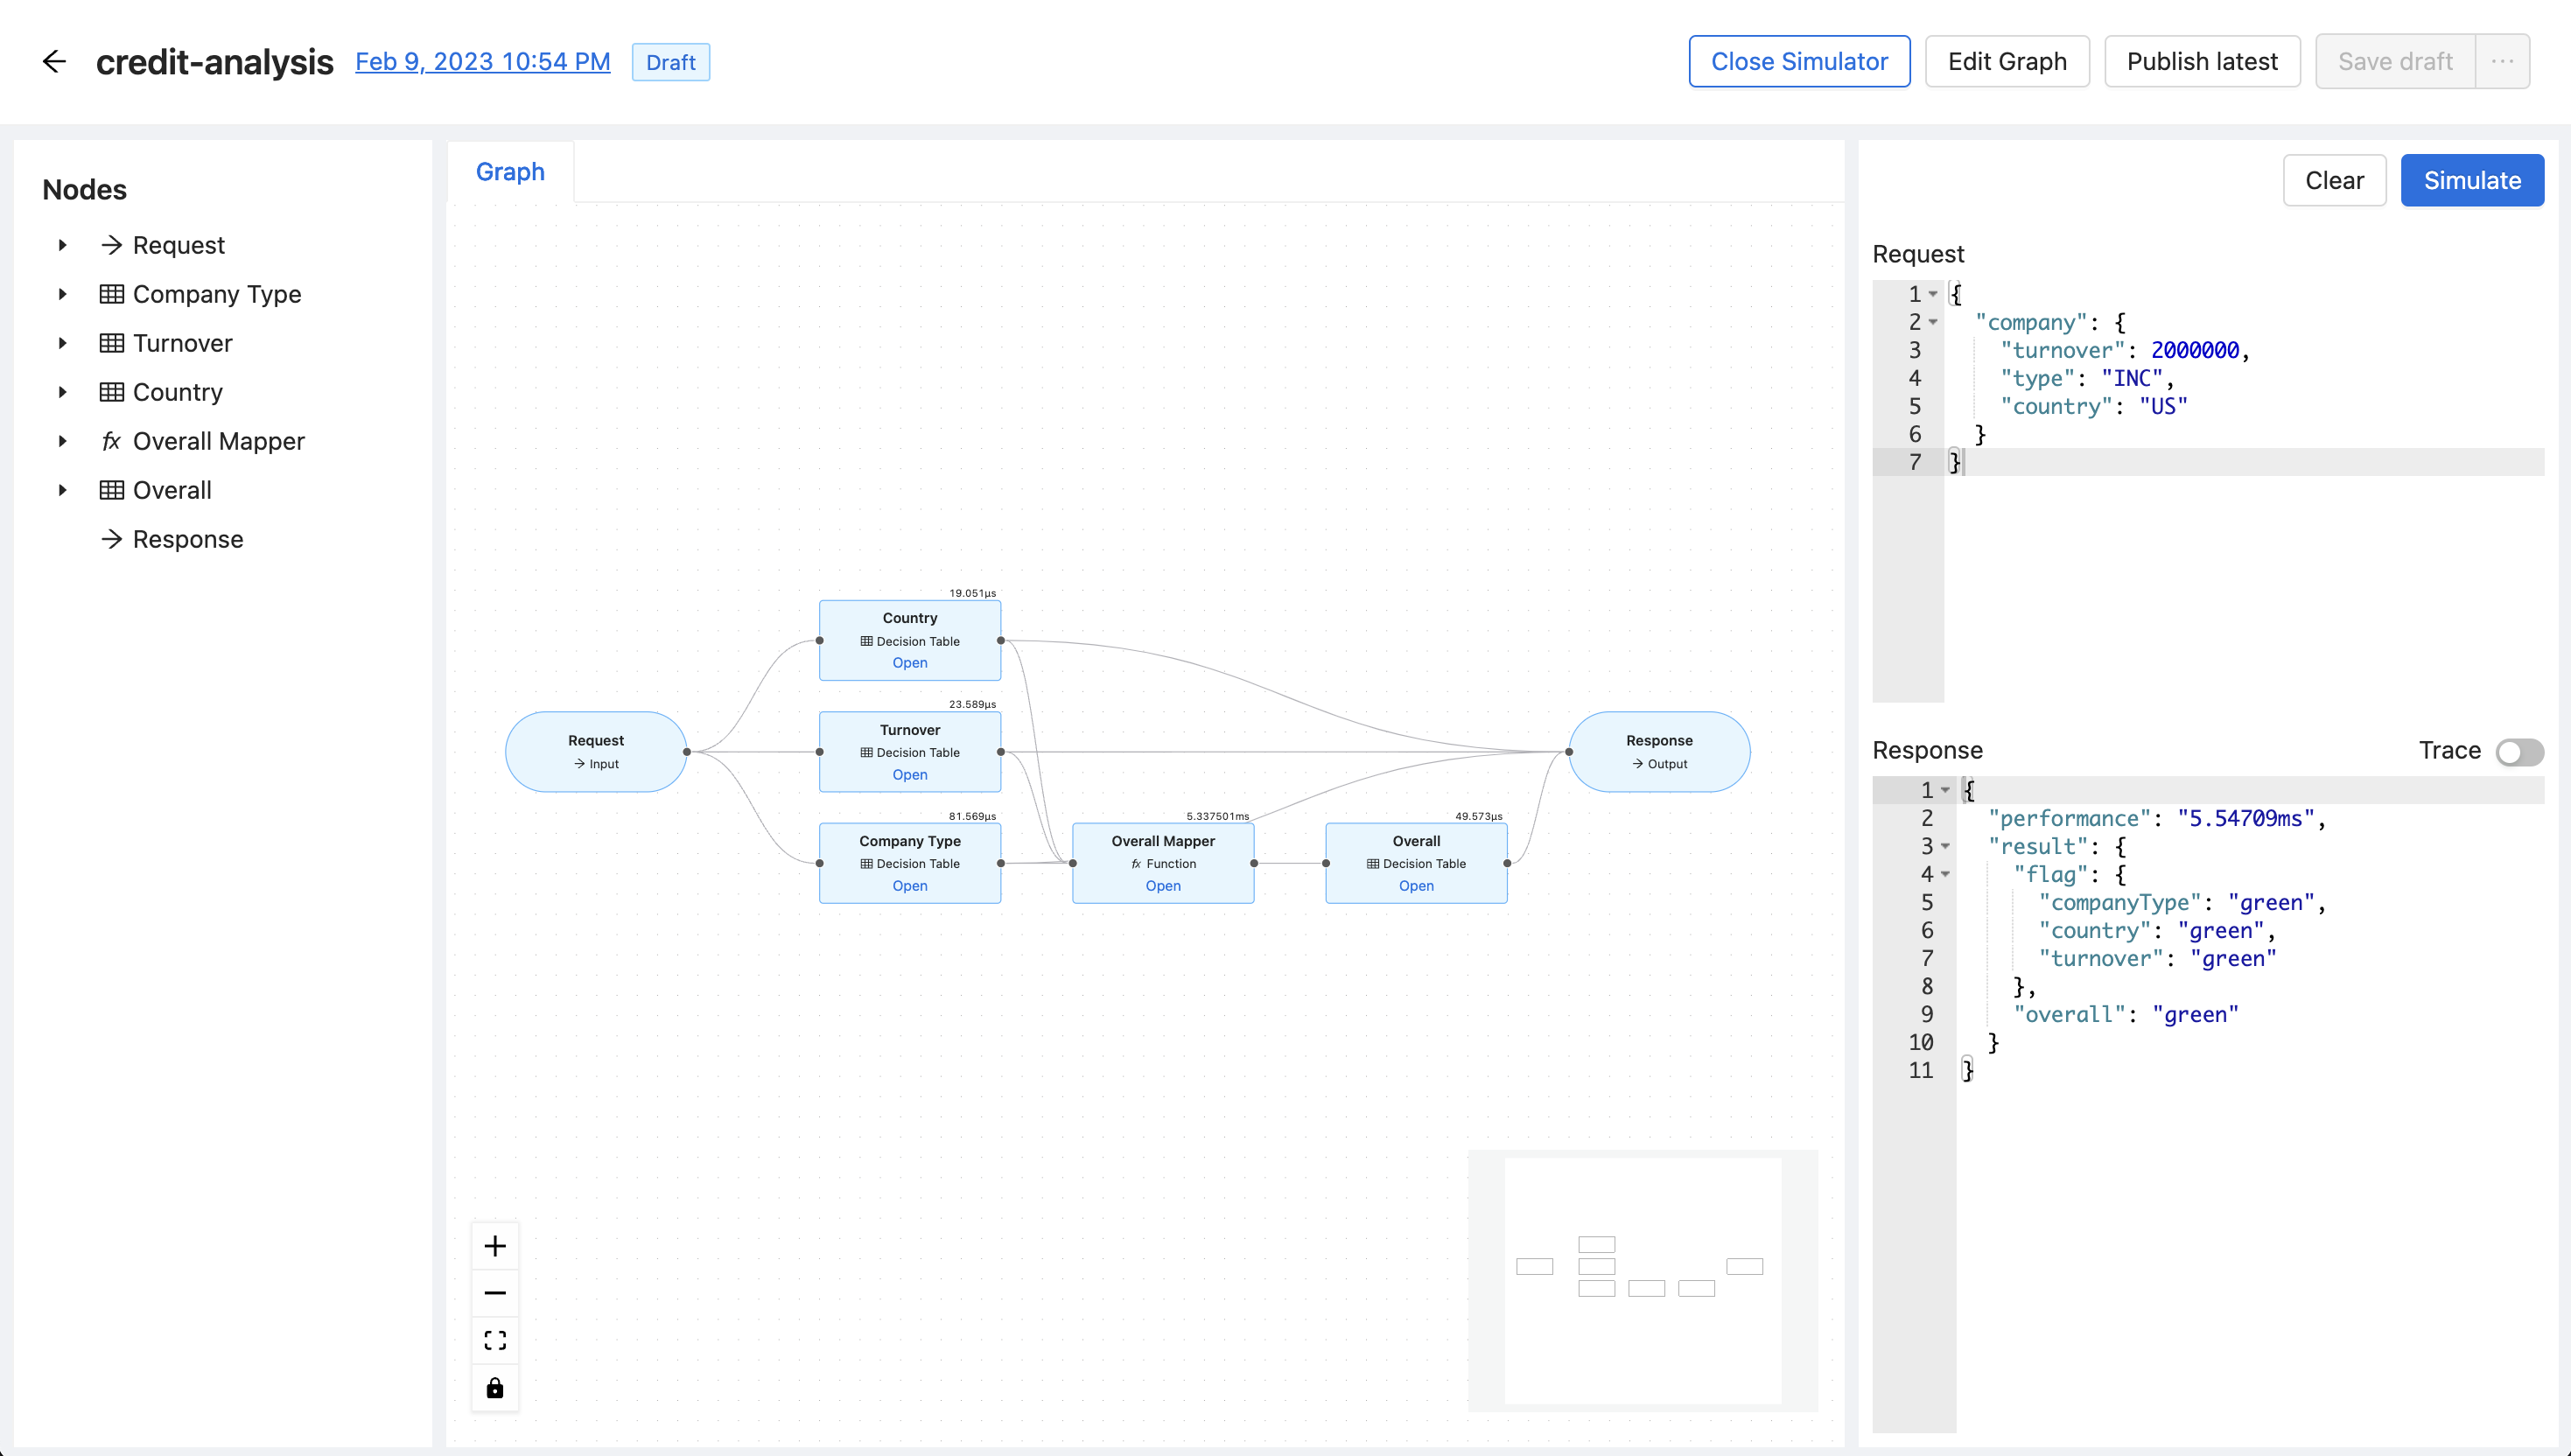 credit-analysis Feb 9, 2023 10:54 PM Draft Close Simulator Edit Graph Publish latest Save draft ...
Nodes
Request
Company Type
Turnover
Country
fx Overall Mapper
Overall
Response
Graph
19.051µs
Country
Decision Table
Open
23.589µs
Turnover
Decision Table
Open
Request
Input
81.569µs
Company Type
Decision Table
Open
5.337501ms
Overall Mapper
fx Function
Open
49.573µs
Overall
Decision Table
Open
Response
Output
Clear Simulate
Request
1 {
2 "company": {
3 "turnover": 2000000,
4 "type": "INC",
5 "country": "US"
6 }
7 }
Response Trace
1 {
2 "performance": "5.54709ms",
3 "result": {
4 "flag": {
5 "companyType": "green",
6 "country": "green",
7 "turnover": "green"
8 },
9 "overall": "green"
10 }
11 }